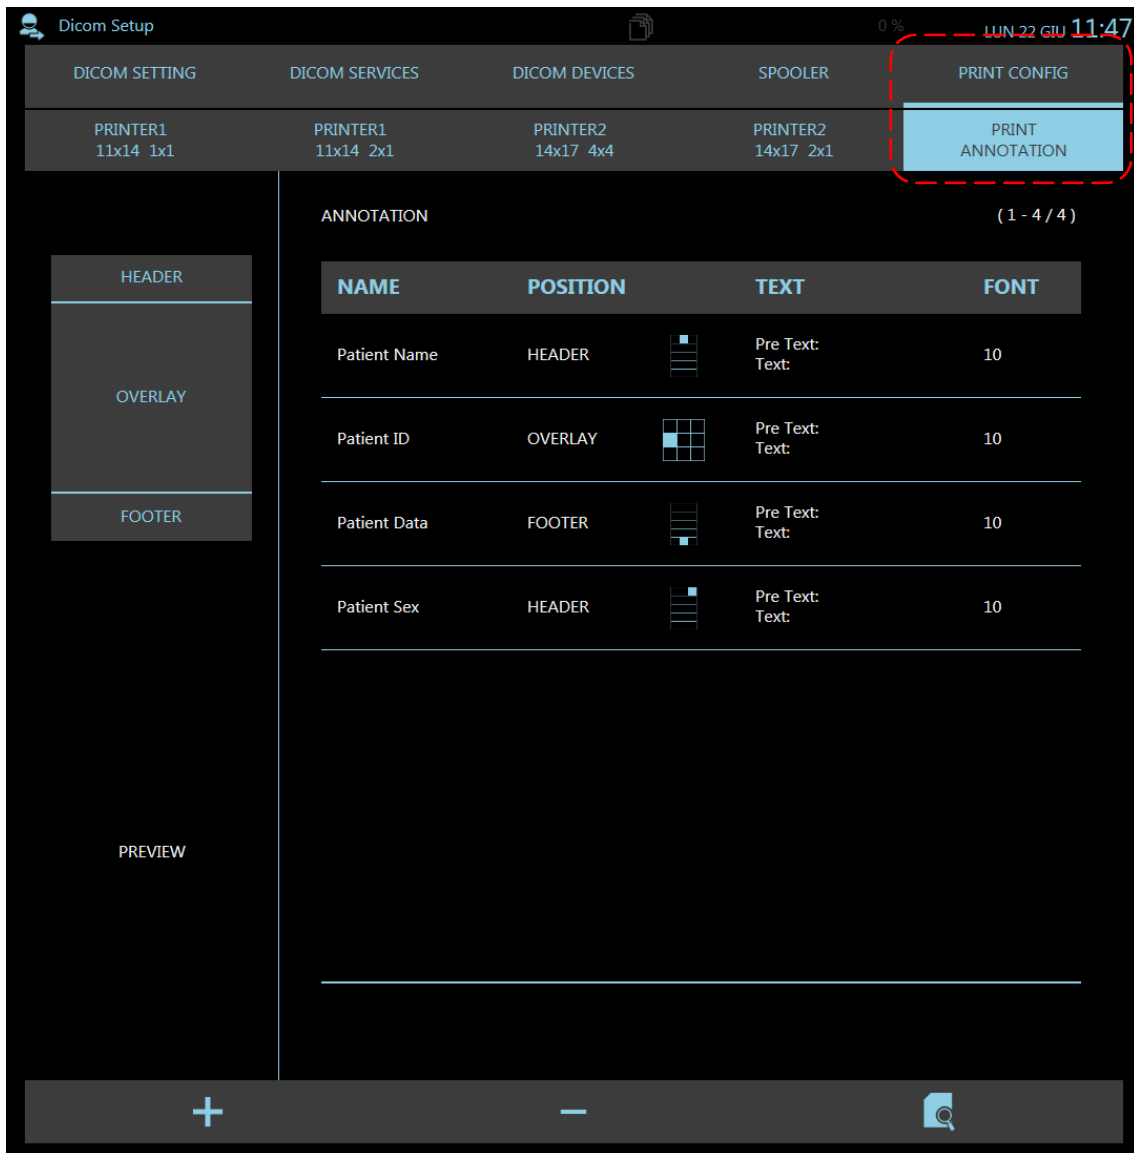 Dicom Setup 0 % LUN 22 GIU 11:47
DICOM SETTING DICOM SERVICES DICOM DEVICES SPOOLER PRINT CONFIG
PRINTER1 PRINTER1 PRINTER2 PRINTER2 PRINT
11x14 1x1 11x14 2x1 14x17 4x4 14x17 2x1 ANNOTATION
ANNOTATION ( 1 - 4 / 4 )
HEADER
OVERLAY
FOOTER
PREVIEW
NAME POSITION TEXT FONT
Patient Name HEADER Pre Text: 10
Text:
Patient ID OVERLAY Pre Text: 10
Text:
Patient Data FOOTER Pre Text: 10
Text:
Patient Sex HEADER Pre Text: 10
Text: